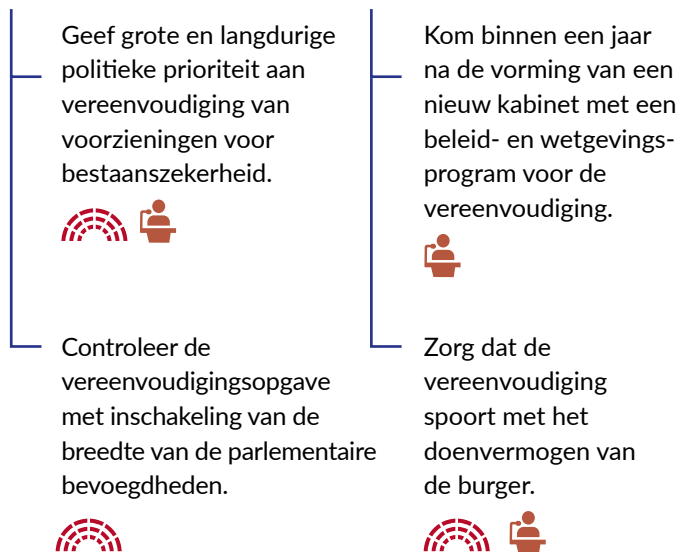 Geef grote en langdurige
politieke prioriteit aan
vereenvoudiging van
voorzieningen voor
bestaanszekerheid.
Controleer de
vereenvoudigingsopgave
met inschakeling van de
breedte van de parlementaire
bevoegdheden.
Kom binnen een jaar
na de vorming van een
nieuw kabinet met een
beleid- en wetgevings-
program voor de
vereenvoudiging.
Zorg dat de
vereenvoudiging
spoort met het
doenvermogen van
de burger.